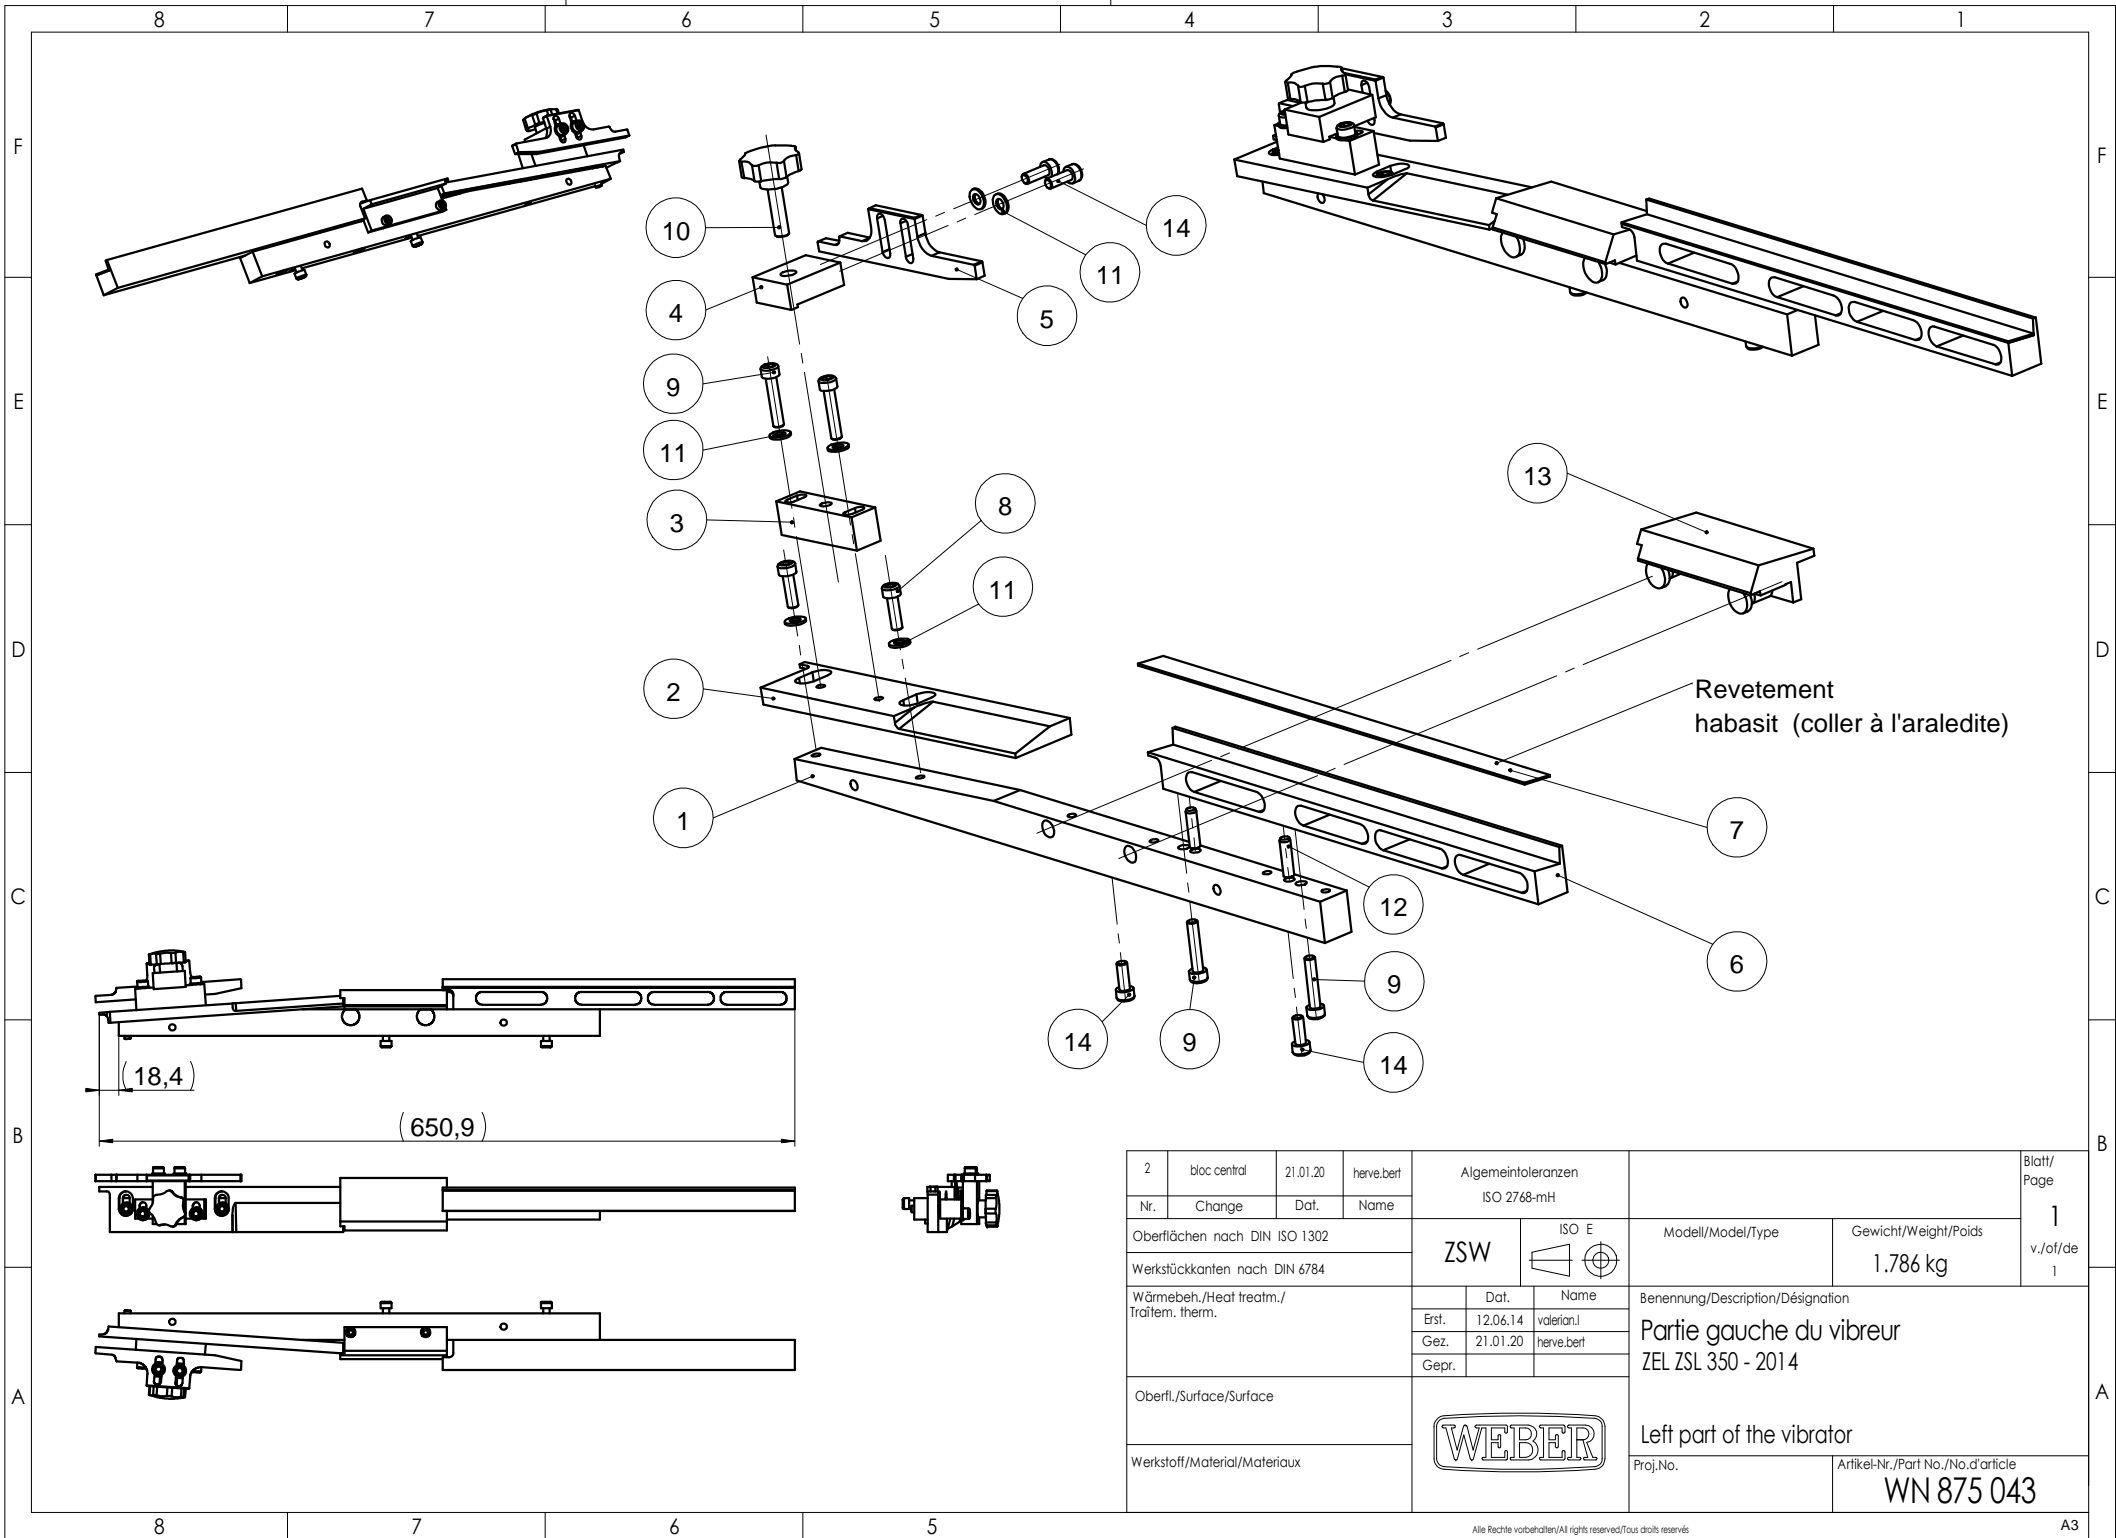 8 7 6 5 4 3 2 1
F
F
10
14
11
4
5
9
E
E
11
13
8
3
11
D
D
2
Revetement
habasit (coller à l'araledite)
1
7
C
C
12
6
9
14
9
14
(18,4)
(650,9)
B
B
2 bloc central 21.01.20 herve.bert
Nr. Change Dat. Name
Algemeintoleranzen
ISO 2768-mH
Blatt/
Page
1
v./of/de
1
Oberflächen nach DIN ISO 1302
Werkstückkanten nach DIN 6784
ZSW
ISO E
Modell/Model/Type
Gewicht/Weight/Poids
1.786 kg
Wärmebeh./Heat treatm./
Traîtem. therm.
Dat. Name
Erst. 12.06.14 valerian.l
Gez. 21.01.20 herve.bert
Gepr.
Benennung/Description/Désignation
Partie gauche du vibreur
ZEL ZSL 350 - 2014
Left part of the vibrator
A
A
Oberfl./Surface/Surface
WEBER
Werkstoff/Material/Materiaux
Proj.No.
Artikel-Nr./Part No./No.d'article
WN 875 043
8 7 6 5
Alle Rechte vorbehalten/All rights reserved/Tous droits reservés
A3